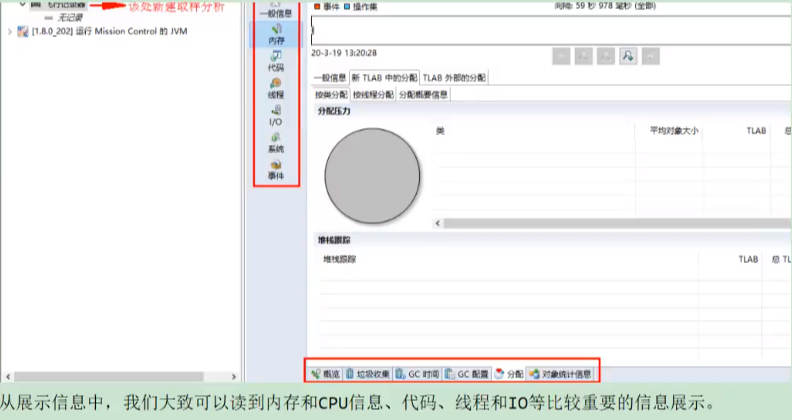 飞行记录器 该处新建取样分析
无记录
[1.8.0_202] 运行 Mission Control 的 JVM
一般信息
内存
代码
线程
I/O
系统
事件
事件 操作集
间隔: 59 秒 978 毫秒 (全部)
20-3-19 13:20:28
一般信息 新 TLAB 中的分配 TLAB 外部的分配
按类分配 按线程分配 分配概要信息
分配压力
类 平均对象大小 TLAB
堆栈跟踪
堆栈跟踪 TLAB 总 TL
概览 垃圾收集 GC 时间 GC 配置 分配 对象统计信息
从展示信息中，我们大致可以读到内存和CPU信息、代码、线程和IO等比较重要的信息展示。